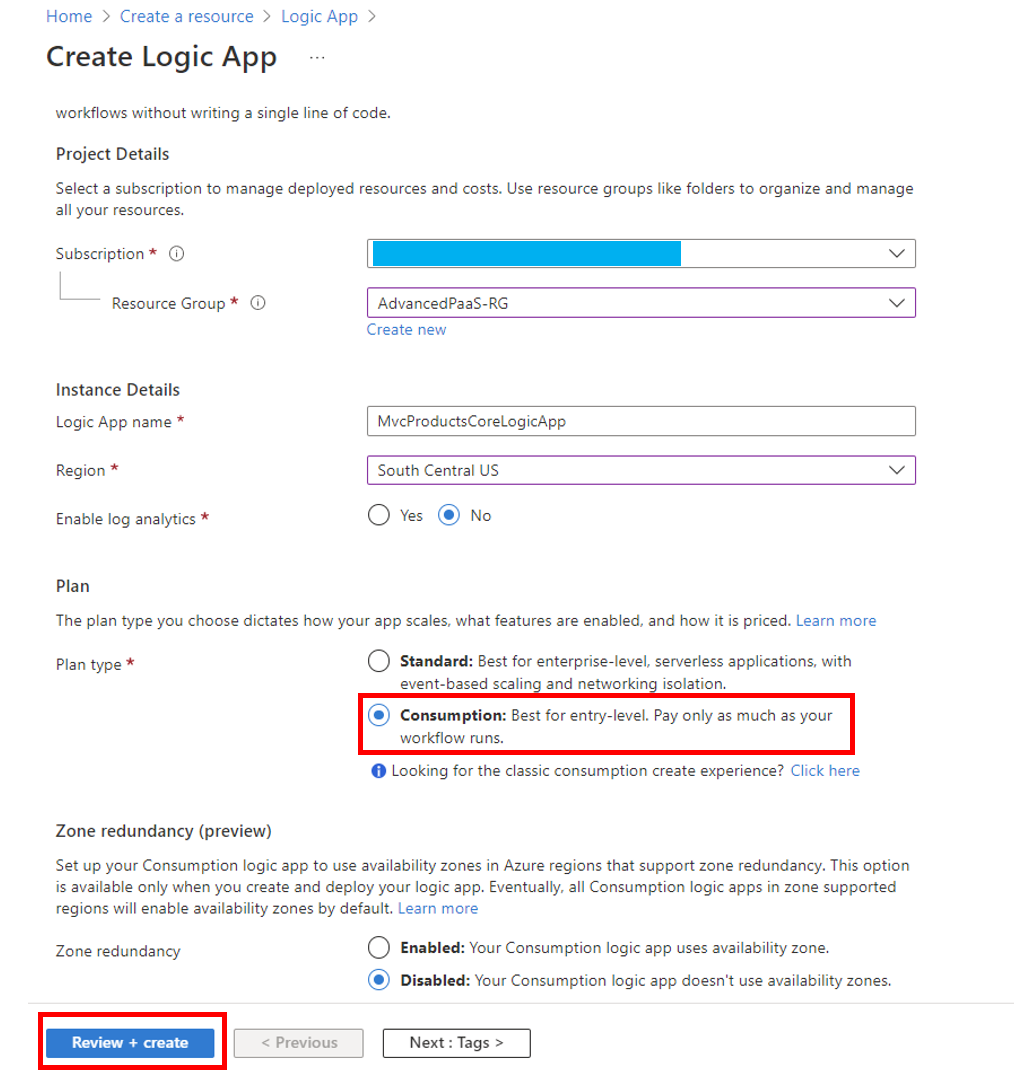 Home > Create a resource > Logic App >
Create Logic App ...
workflows without writing a single line of code.
Project Details
Select a subscription to manage deployed resources and costs. Use resource groups like folders to organize and manage
all your resources.
Subscription *
Resource Group *
AdvancedPaaS-RG
Create new
Instance Details
Logic App name *
MvcProductsCoreLogicApp
Region *
South Central US
Enable log analytics *
Yes No
Plan
The plan type you choose dictates how your app scales, what features are enabled, and how it is priced. Learn more
Plan type *
Standard: Best for enterprise-level, serverless applications, with
event-based scaling and networking isolation.
Consumption: Best for entry-level. Pay only as much as your
workflow runs.
Looking for the classic consumption create experience? Click here
Zone redundancy (preview)
Set up your Consumption logic app to use availability zones in Azure regions that support zone redundancy. This option
is available only when you create and deploy your logic app. Eventually, all Consumption logic apps in zone supported
regions will enable availability zones by default. Learn more
Zone redundancy
Enabled: Your Consumption logic app uses availability zone.
Disabled: Your Consumption logic app doesn't use availability zones.
Review + create < Previous Next : Tags >